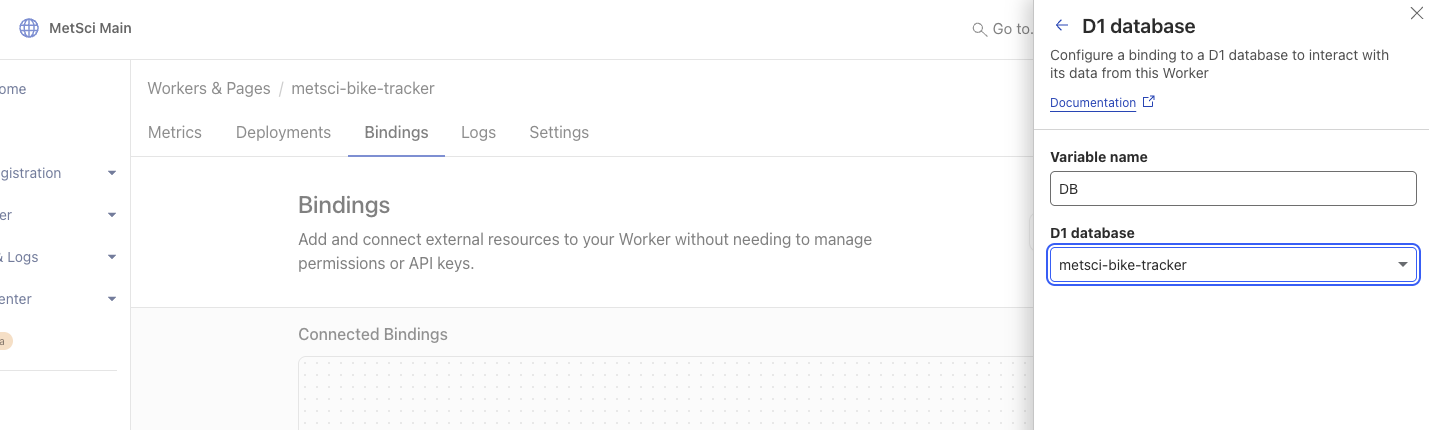 MetSci Main
Go to.
ome
gistration
er
& Logs
enter
a
Workers & Pages / metsci-bike-tracker
Metrics Deployments Bindings Logs Settings
Bindings
Add and connect external resources to your Worker without needing to manage
permissions or API keys.
Connected Bindings
D1 database
Configure a binding to a D1 database to interact with
its data from this Worker
Documentation
Variable name
DB
D1 database
metsci-bike-tracker